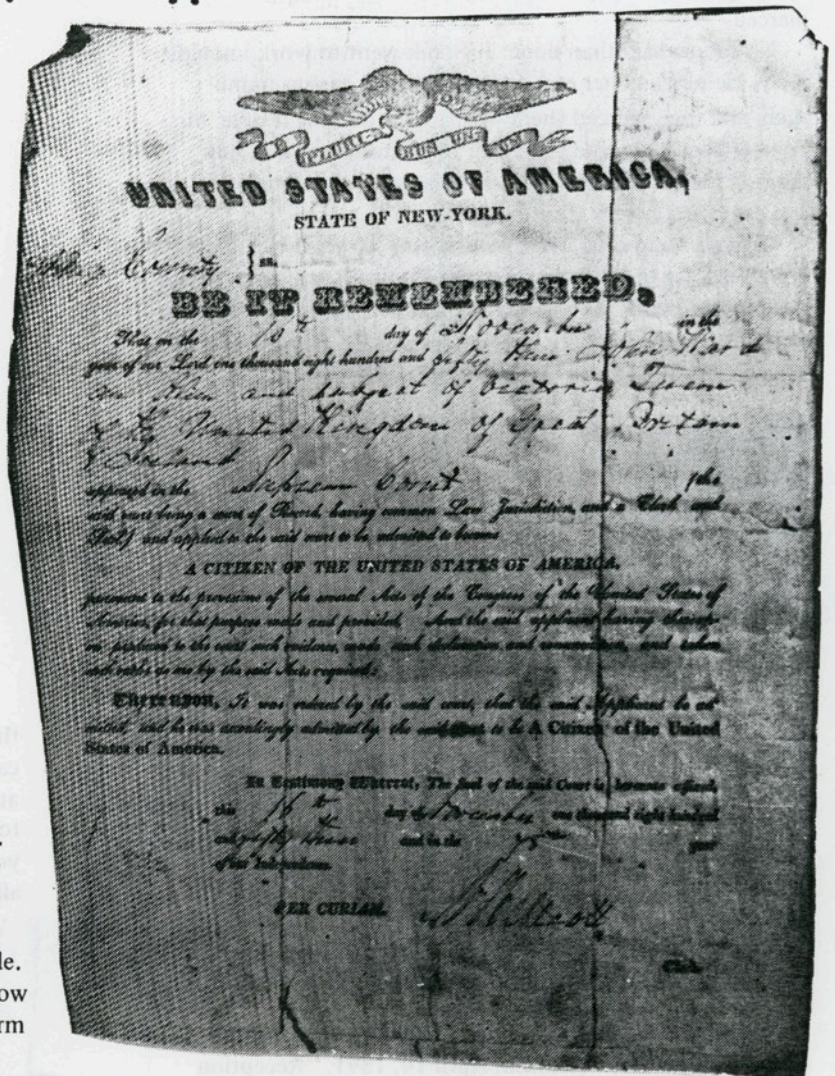 E PLURIBUS UNUM
UNITED STATES OF AMERICA,
STATE OF NEW-YORK.
County } ss.
BE IT REMEMBERED,
That on the day of November in the
year of our Lord one thousand eight hundred and fifty John Ward
an and subject of Victoria Queen
of the United Kingdom of Great Britain
& Ireland
appeared in the Supreme Court (the
said court being a court of Record, having common Law Jurisdiction, and a Clerk and
Seal) and applied to the said court to be admitted to become
A CITIZEN OF THE UNITED STATES OF AMERICA,
pursuant to the provisions of the several Acts of the Congress of the United States of
America, for that purpose made and provided. And the said applicant having thereup-
on produced to the court such evidence, made such declaration and renunciation, and taken
such oaths as are by the said Acts required;
THEREUPON, It was ordered by the said court, that the said Applicant be ad-
mitted, and he was accordingly admitted by the said court to be A Citizen of the United
States of America.
In Testimony Whereof, The Seal of the said Court is hereunto affixed,
this day of November one thousand eight hundred
and fifty and in the year
of our Independence.
PER CURIAM.
Clerk.
le.
ow
rm